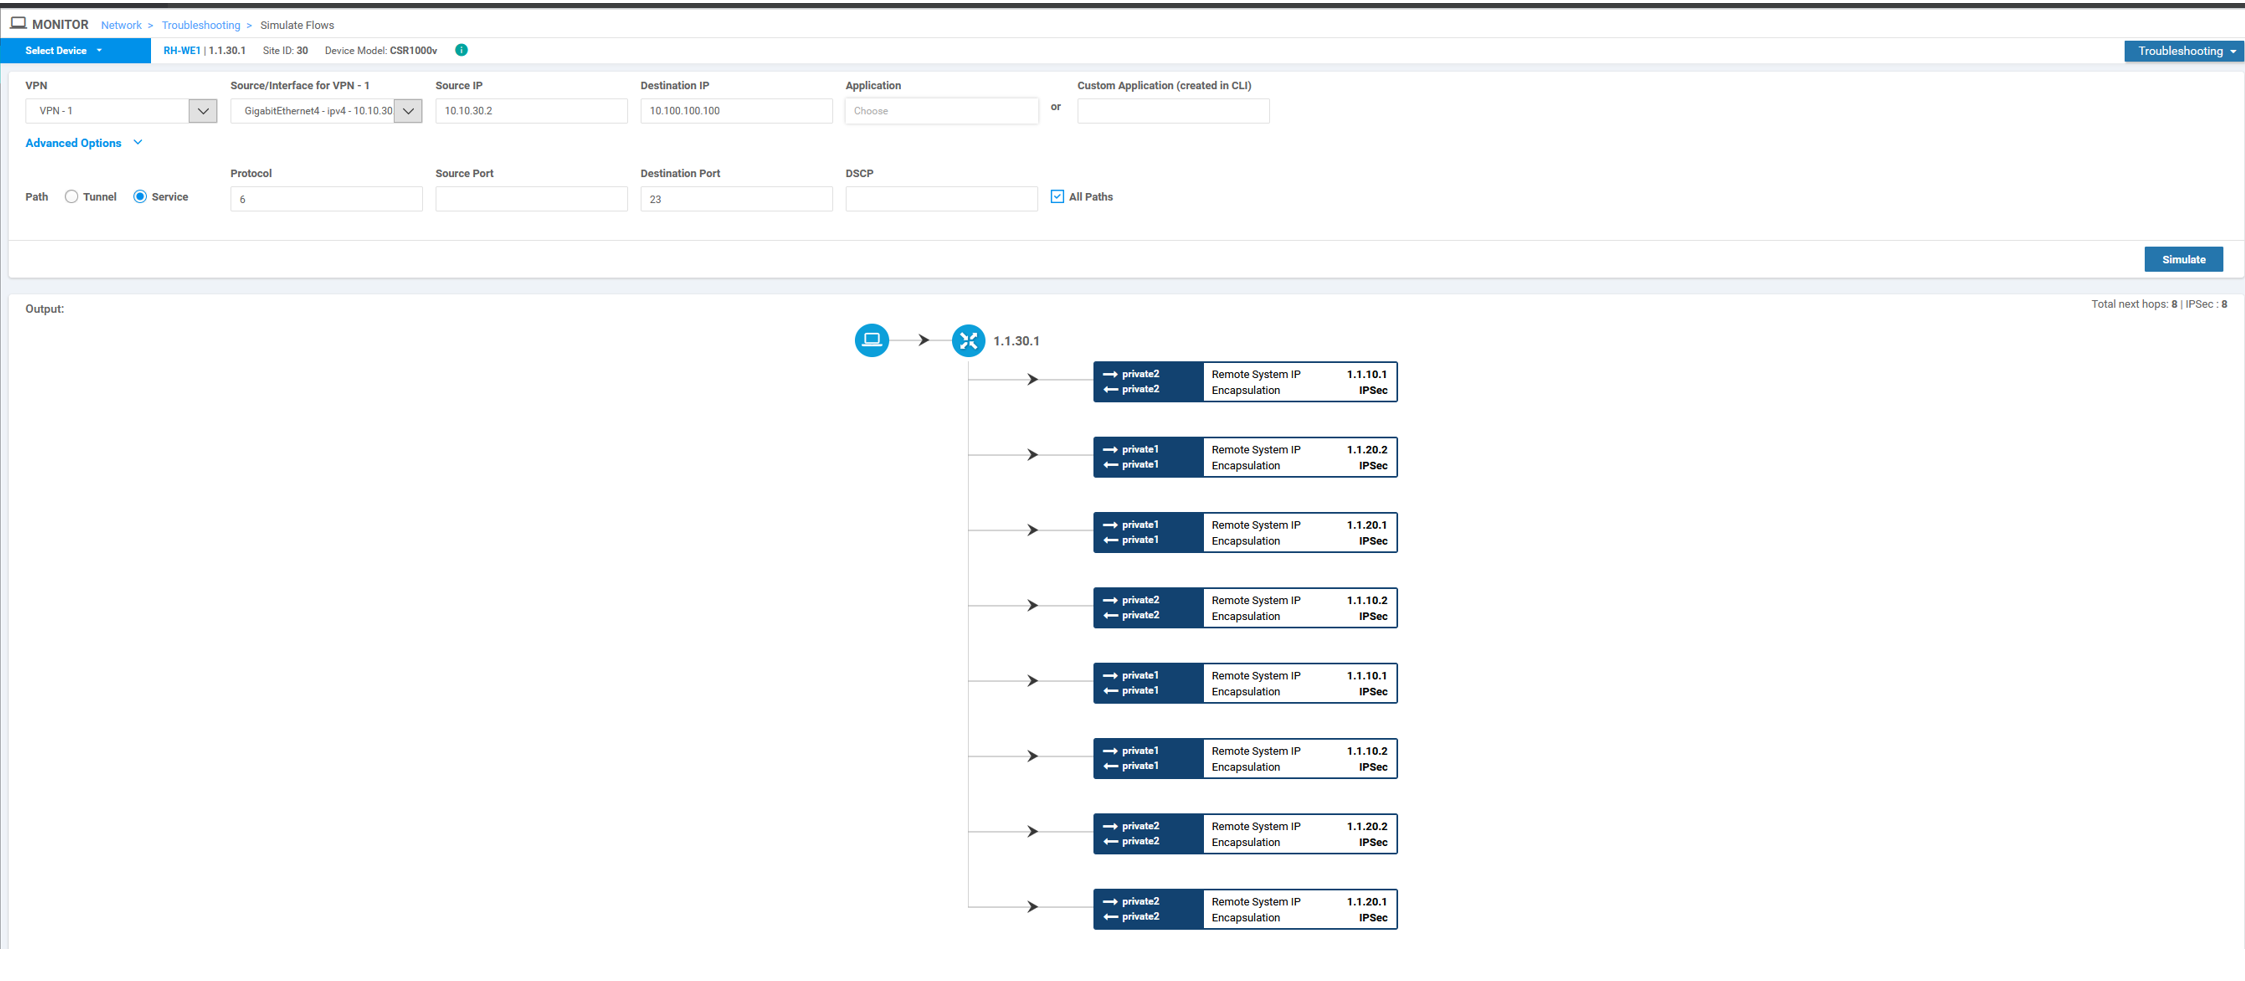 MONITOR Network > Troubleshooting > Simulate Flows
Select Device RH-WE1 | 1.1.30.1 Site ID: 30 Device Model: CSR1000v i Troubleshooting
VPN Source/Interface for VPN - 1 Source IP Destination IP Application Custom Application (created in CLI)
VPN - 1 GigabitEthernet4 - ipv4 - 10.10.30 10.10.30.2 10.100.100.100 Choose or
Advanced Options
Protocol Source Port Destination Port DSCP
Path Tunnel Service 6 23 All Paths
Simulate
Output: Total next hops: 8 | IPSec : 8
1.1.30.1
private2 Remote System IP 1.1.10.1
private2 Encapsulation IPSec
private1 Remote System IP 1.1.20.2
private1 Encapsulation IPSec
private1 Remote System IP 1.1.20.1
private1 Encapsulation IPSec
private2 Remote System IP 1.1.10.2
private2 Encapsulation IPSec
private1 Remote System IP 1.1.10.1
private1 Encapsulation IPSec
private1 Remote System IP 1.1.10.2
private1 Encapsulation IPSec
private2 Remote System IP 1.1.20.2
private2 Encapsulation IPSec
private2 Remote System IP 1.1.20.1
private2 Encapsulation IPSec